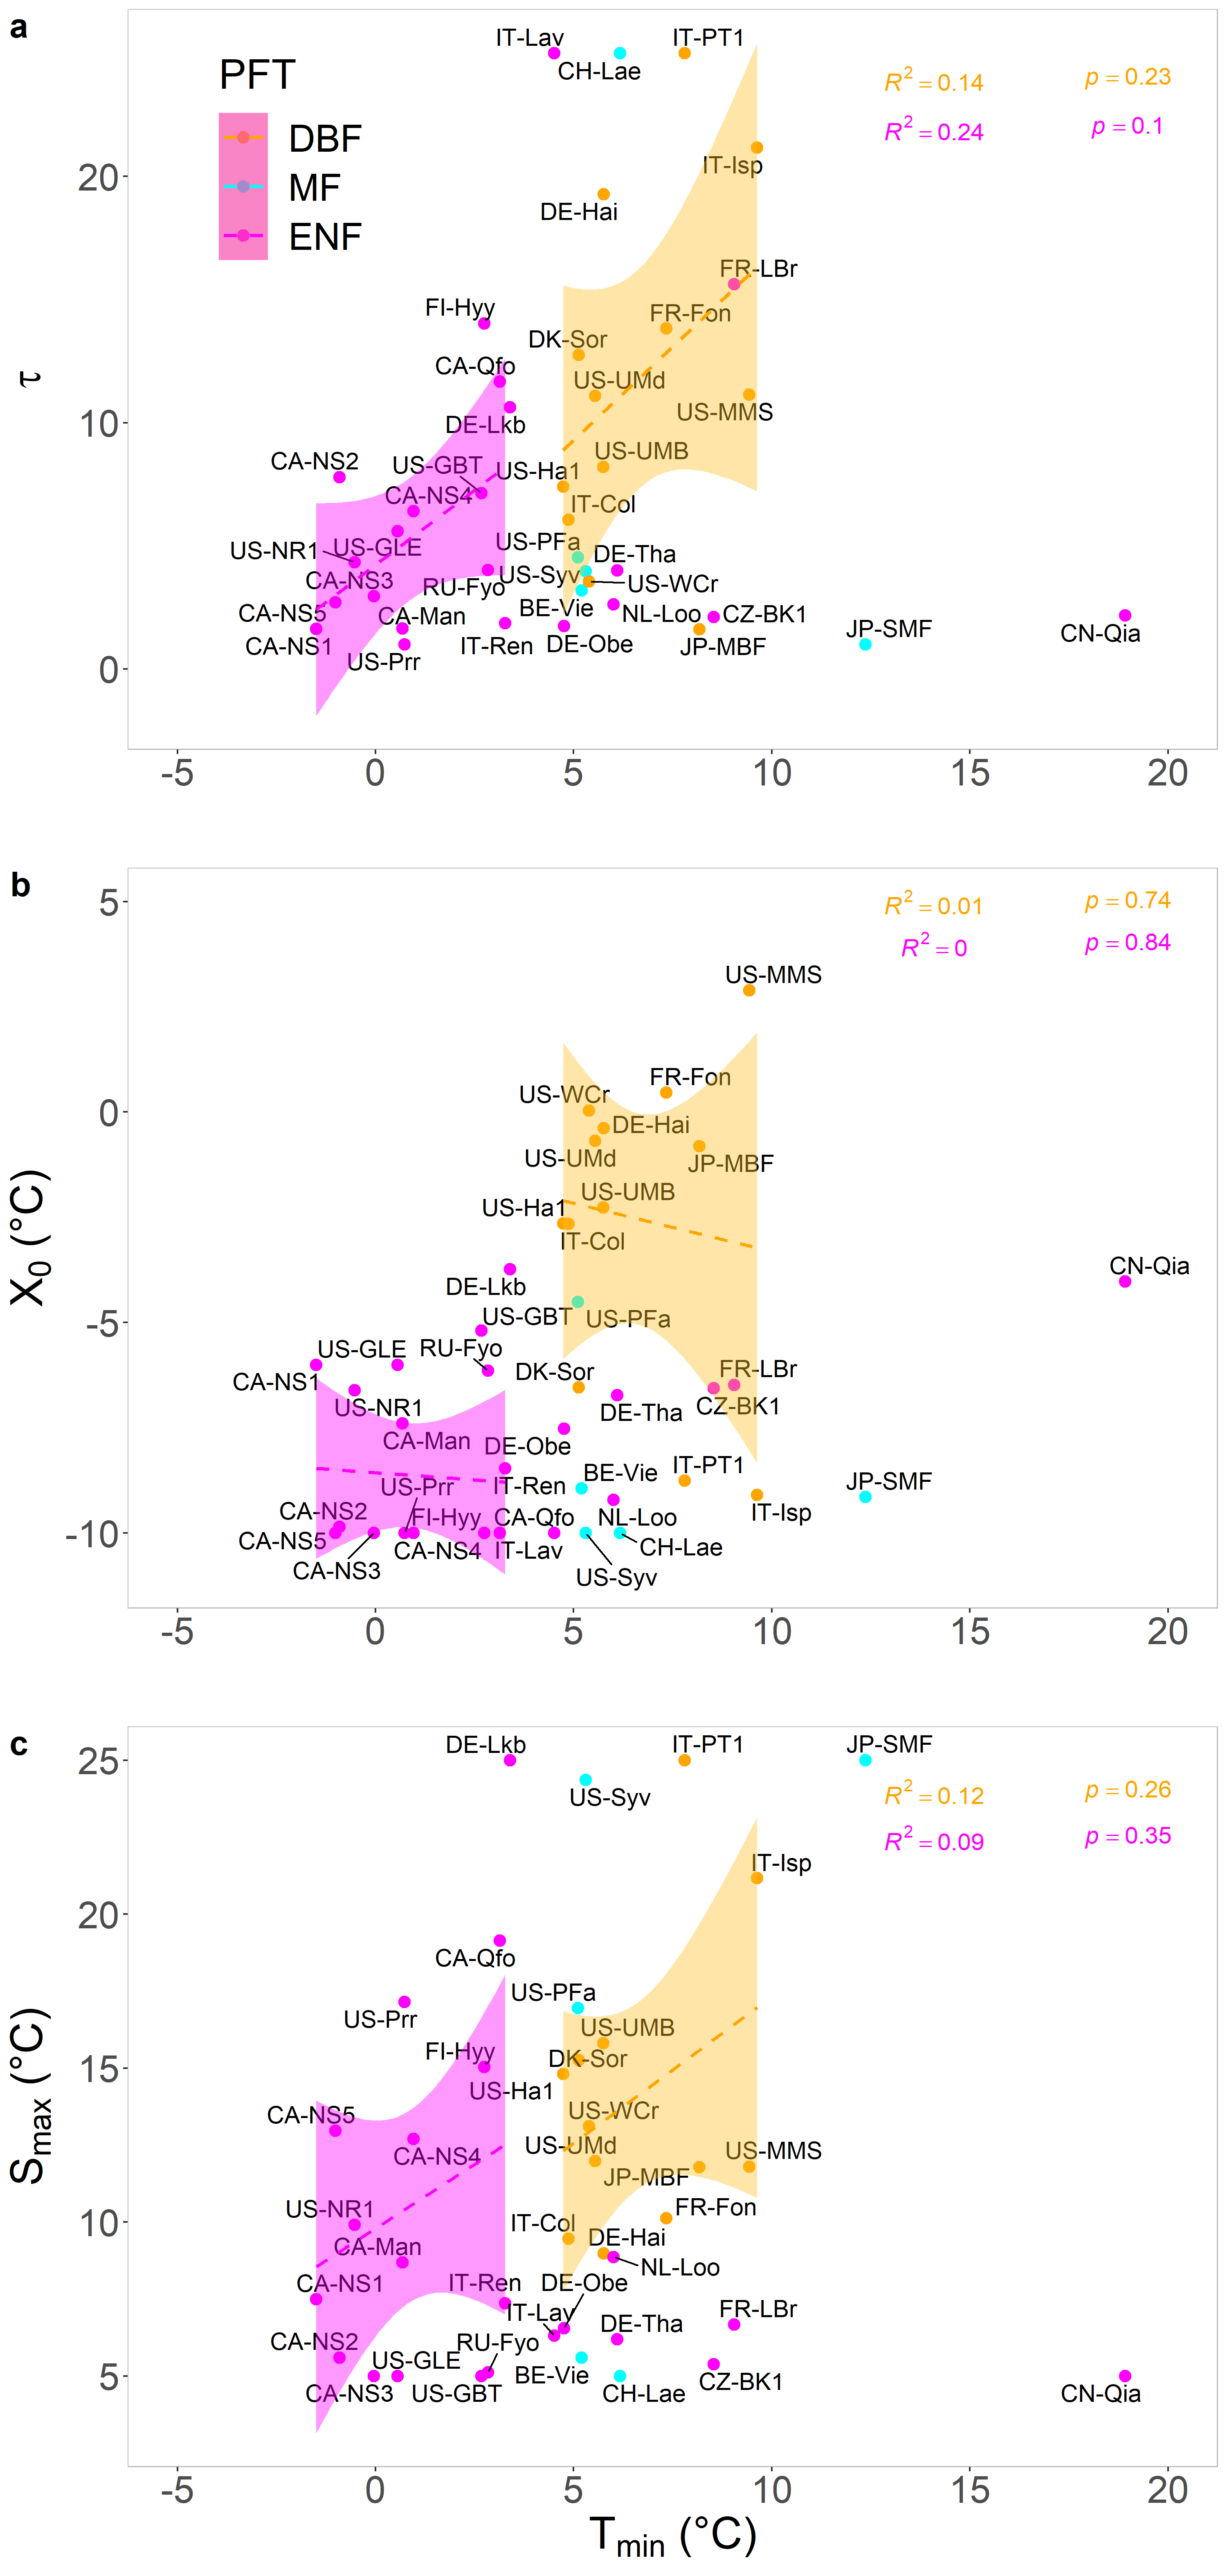 a
IT-Lav
IT-PT1
CH-Lae
PFT
DBF
MF
ENF
R² = 0.14
p = 0.23
R² = 0.24
p = 0.1
IT-Isp
20
DE-Hai
FR-LBr
FI-Hyy
FR-Fon
DK-Sor
CA-Qfo
US-UMd
τ
US-MMS
10
DE-Lkb
US-UMB
CA-NS2
US-GBT
US-Ha1
CA-NS4
IT-Col
US-PFa
US-NR1
US-GLE
DE-Tha
CA-NS3
RU-Fyo
US-Syv
US-WCr
CA-NS5
CA-Man
BE-Vie
NL-Loo
CZ-BK1
JP-SMF
CN-Qia
CA-NS1
US-Prr
IT-Ren
DE-Obe
JP-MBF
0
-5
0
5
10
15
20
b
5
R² = 0.01
p = 0.74
R² = 0
p = 0.84
US-MMS
FR-Fon
US-WCr
0
DE-Hai
US-UMd
JP-MBF
US-UMB
US-Ha1
IT-Col
X₀ (°C)
CN-Qia
DE-Lkb
US-GBT
US-PFa
-5
US-GLE
RU-Fyo
CA-NS1
DK-Sor
FR-LBr
US-NR1
DE-Tha
CZ-BK1
CA-Man
DE-Obe
US-Prr
IT-Ren
BE-Vie
IT-PT1
JP-SMF
CA-NS2
FI-Hyy
CA-Qfo
NL-Loo
IT-Isp
-10
CA-NS5
CA-NS4
IT-Lav
CH-Lae
CA-NS3
US-Syv
-5
0
5
10
15
20
c
DE-Lkb
IT-PT1
JP-SMF
25
US-Syv
R² = 0.12
p = 0.26
R² = 0.09
p = 0.35
IT-Isp
20
CA-Qfo
US-PFa
US-Prr
US-UMB
FI-Hyy
DK-Sor
15
US-Ha1
CA-NS5
US-WCr
CA-NS4
US-UMd
US-MMS
JP-MBF
Smax (°C)
US-NR1
FR-Fon
10
IT-Col
CA-Man
DE-Hai
NL-Loo
CA-NS1
IT-Ren
DE-Obe
IT-Lav
FR-LBr
DE-Tha
CA-NS2
RU-Fyo
US-GLE
5
BE-Vie
CZ-BK1
CA-NS3
US-GBT
CH-Lae
CN-Qia
-5
0
5
10
15
20
Tmin (°C)